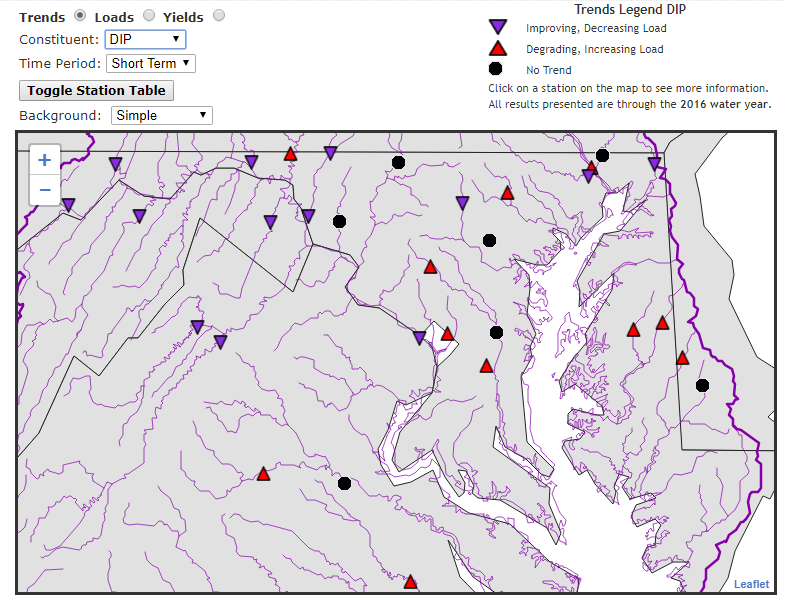 Trends Loads Yields
Constituent: DIP
Time Period: Short Term
Toggle Station Table
Background: Simple
Trends Legend DIP
Improving, Decreasing Load
Degrading, Increasing Load
No Trend
Click on a station on the map to see more information.
All results presented are through the 2016 water year.
+
−
Leaflet